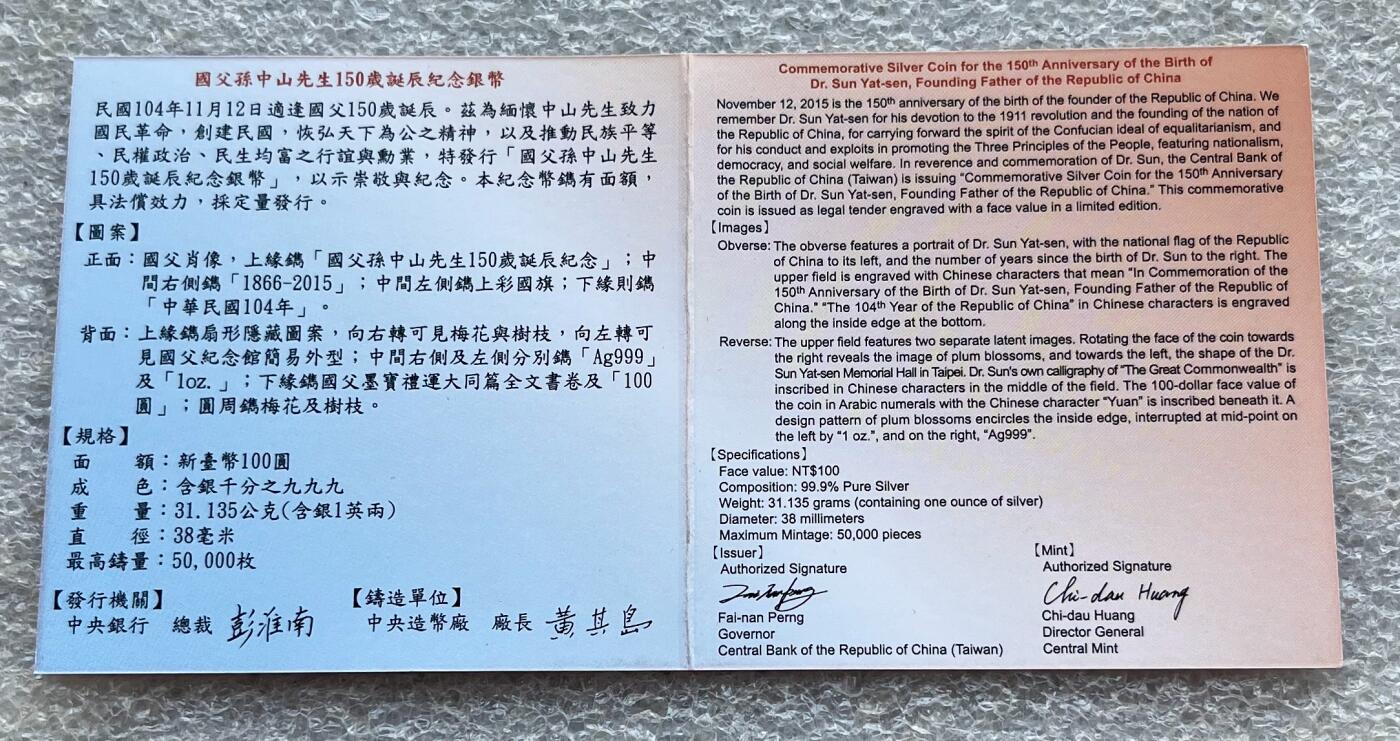 國父孫中山先生150歲誕辰紀念銀幣
民國104年11月12日適逢國父150歲誕辰。茲為緬懷中山先生致力
國民革命，創建民國，恢弘天下為公之精神，以及推動民族平等
、民權政治、民生均富之行誼與勳業，特發行「國父孫中山先生
150歲誕辰紀念銀幣」，以示崇敬與紀念。本紀念幣鐫有面額，
具法償效力，採定量發行。
【圖案】
正面：國父肖像，上緣鐫「國父孫中山先生150歲誕辰紀念」；中
間右側鐫「1866-2015」；中間左側鐫上彩國旗；下緣則鐫
「中華民國104年」。
背面：上緣鐫扇形隱藏圖案，向右轉可見梅花與樹枝，向左轉可
見國父紀念館簡易外型；中間右側及左側分別鐫「Ag999」
及「1oz.」；下緣鐫國父墨寶禮運大同篇全文書卷及「100
圓」；圓周鐫梅花及樹枝。
【規格】
面　　額：新臺幣100圓
成　　色：含銀千分之九九九
重　　量：31.135公克(含銀1英兩)
直　　徑：38毫米
最高鑄量：50,000枚
【發行機關】
中央銀行　總裁 彭淮南
【鑄造單位】
中央造幣廠　廠長 黃其島
Commemorative Silver Coin for the 150th Anniversary of the Birth of
Dr. Sun Yat-sen, Founding Father of the Republic of China
November 12, 2015 is the 150th anniversary of the birth of the founder of the Republic of China. We
remember Dr. Sun Yat-sen for his devotion to the 1911 revolution and the founding of the nation of
the Republic of China, for carrying forward the spirit of the Confucian ideal of equalitarianism, and
for his conduct and exploits in promoting the Three Principles of the People, featuring nationalism,
democracy, and social welfare. In reverence and commemoration of Dr. Sun, the Central Bank of
the Republic of China (Taiwan) is issuing “Commemorative Silver Coin for the 150th Anniversary
of the Birth of Dr. Sun Yat-sen, Founding Father of the Republic of China.” This commemorative
coin is issued as legal tender engraved with a face value in a limited edition.
【Images】
Obverse: The obverse features a portrait of Dr. Sun Yat-sen, with the national flag of the Republic
of China to its left, and the number of years since the birth of Dr. Sun to the right. The
upper field is engraved with Chinese characters that mean “In Commemoration of the
150th Anniversary of the Birth of Dr. Sun Yat-sen, Founding Father of the Republic of
China.” “The 104th Year of the Republic of China” in Chinese characters is engraved
along the inside edge at the bottom.
Reverse: The upper field features two separate latent images. Rotating the face of the coin towards
the right reveals the image of plum blossoms, and towards the left, the shape of the Dr.
Sun Yat-sen Memorial Hall in Taipei. Dr. Sun's own calligraphy of “The Great Commonwealth” is
inscribed in Chinese characters in the middle of the field. The 100-dollar face value of
the coin in Arabic numerals with the Chinese character “Yuan” is inscribed beneath it. A
design pattern of plum blossoms encircles the inside edge, interrupted at mid-point on
the left by “1 oz.”, and on the right, “Ag999”.
【Specifications】
Face value: NT$100
Composition: 99.9% Pure Silver
Weight: 31.135 grams (containing one ounce of silver)
Diameter: 38 millimeters
Maximum Mintage: 50,000 pieces
【Issuer】
Authorized Signature
Fai-nan Perng
Governor
Central Bank of the Republic of China (Taiwan)
【Mint】
Authorized Signature
Chi-dau Huang
Chi-dau Huang
Director General
Central Mint